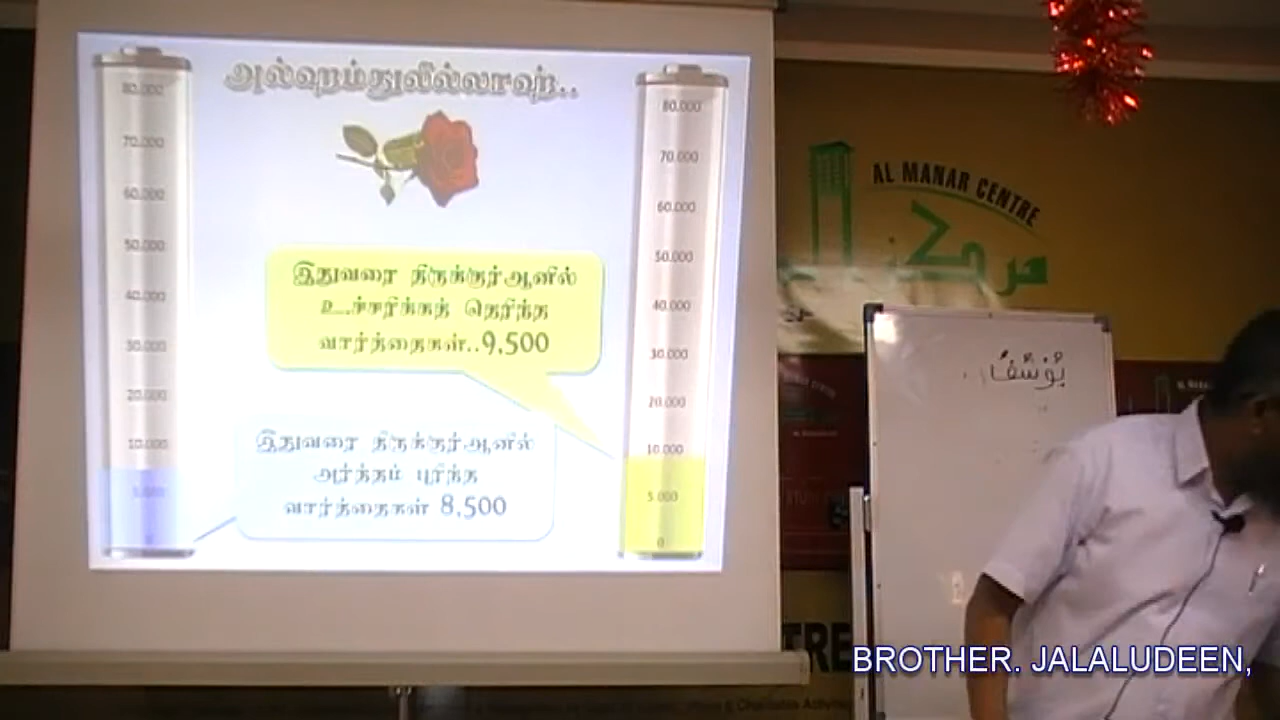 அல்ஹம்துலில்லாஹ்..
80.000
70.000
60.000
50.000
40.000
30.000
20.000
10.000
5.000
0
இதுவரை திருக்குர்ஆனில்
உச்சரிக்கத் தெரிந்த
வார்த்தைகள்..9,500
இதுவரை திருக்குர்ஆனில்
அர்த்தம் புரிந்த
வார்த்தைகள் 8,500
80.000
70.000
60.000
50.000
40.000
30.000
20.000
10.000
5.000
0
AL MANAR CENTRE
مركز
BROTHER. JALALUDEEN,